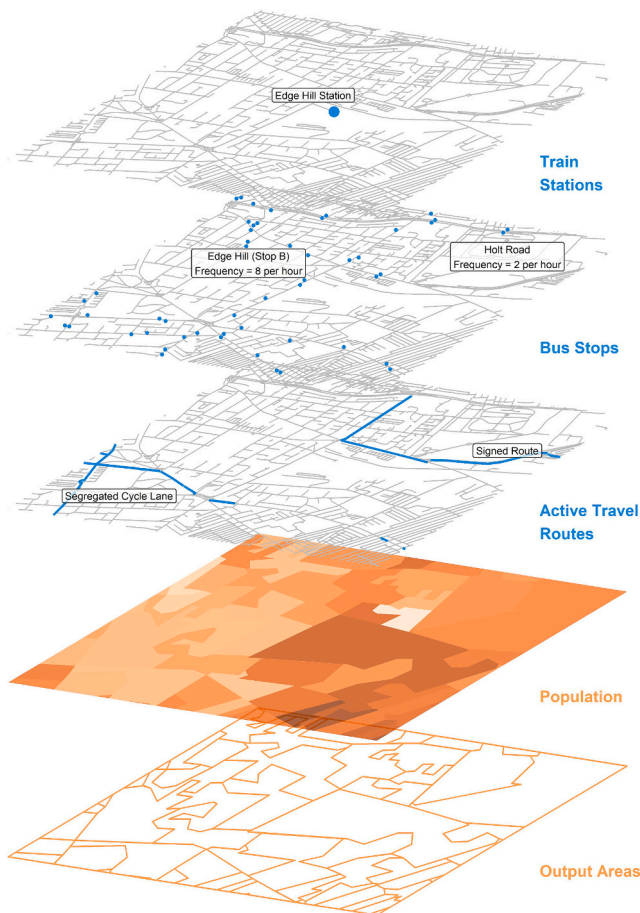 Edge Hill Station
Train
Stations
Edge Hill (Stop B)
Frequency = 8 per hour
Holt Road
Frequency = 2 per hour
Bus Stops
Signed Route
Segregated Cycle Lane
Active Travel
Routes
Population
Output Areas